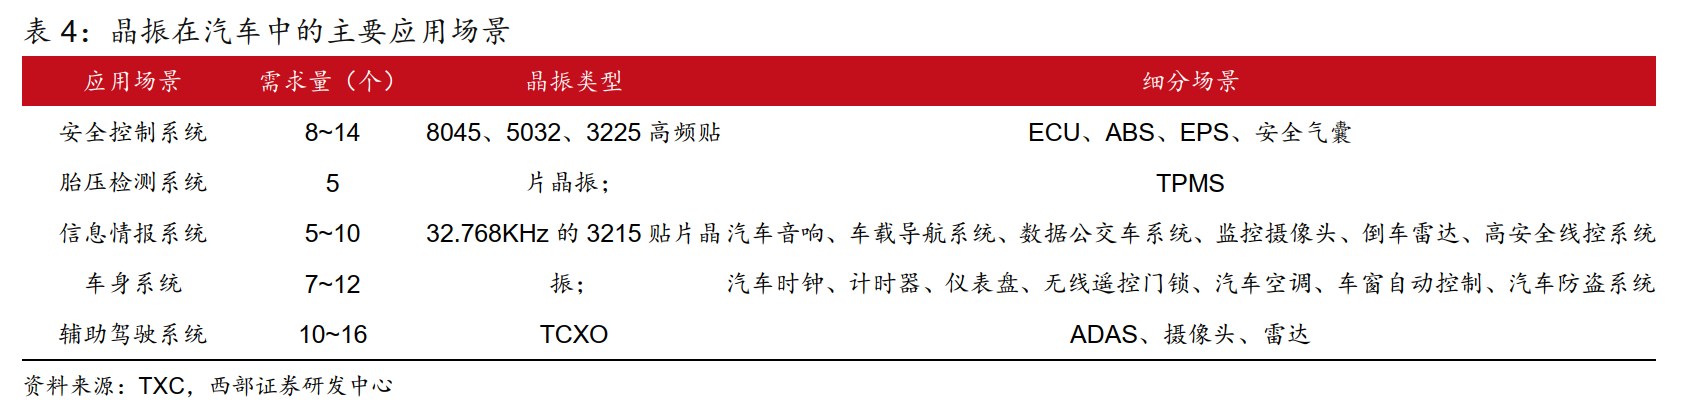 表 4：晶振在汽车中的主要应用场景
应用场景 需求量（个） 晶振类型 细分场景
安全控制系统 8~14 8045、5032、3225 高频贴 ECU、ABS、EPS、安全气囊
胎压检测系统 5 片晶振； TPMS
信息情报系统 5~10 32.768KHz 的 3215 贴片晶 汽车音响、车载导航系统、数据公交车系统、监控摄像头、倒车雷达、高安全线控系统
车身系统 7~12 振； 汽车时钟、计时器、仪表盘、无线遥控门锁、汽车空调、车窗自动控制、汽车防盗系统
辅助驾驶系统 10~16 TCXO ADAS、摄像头、雷达
资料来源：TXC，西部证券研发中心